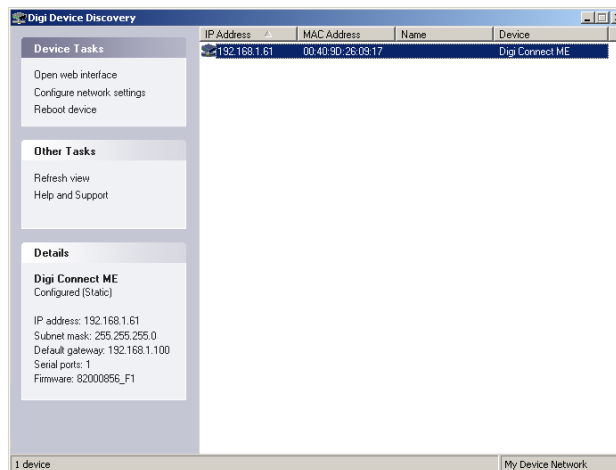 Digi Device Discovery
IP Address MAC Address Name Device
192.168.1.61 00:40:9D:26:09:17 Digi Connect ME
Device Tasks
Open web interface
Configure network settings
Reboot device
Other Tasks
Refresh view
Help and Support
Details
Digi Connect ME
Configured (Static)
IP address: 192.168.1.61
Subnet mask: 255.255.255.0
Default gateway: 192.168.1.100
Serial ports: 1
Firmware: 82000856_F1
1 device My Device Network